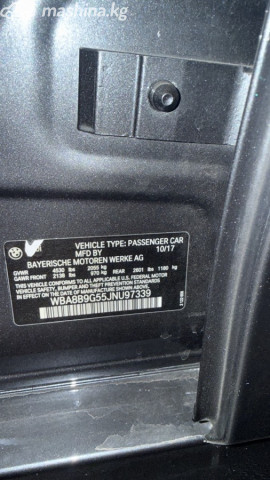 mashina.kg
VEHICLE TYPE: PASSENGER CAR
MFD BY 10/17
BAYERISCHE MOTOREN WERKE AG
GVWR 4530 lbs 2055 kg
GAWR FRONT 2138 lbs 970 kg REAR 2601 lbs 1180 kg
THIS VEHICLE CONFORMS TO ALL APPLICABLE U.S. FEDERAL MOTOR
VEHICLE SAFETY, BUMPER, AND THEFT PREVENTION STANDARDS
IN EFFECT ON THE DATE OF MANUFACTURE SHOWN ABOVE.
WBA8B9G55JNU97339